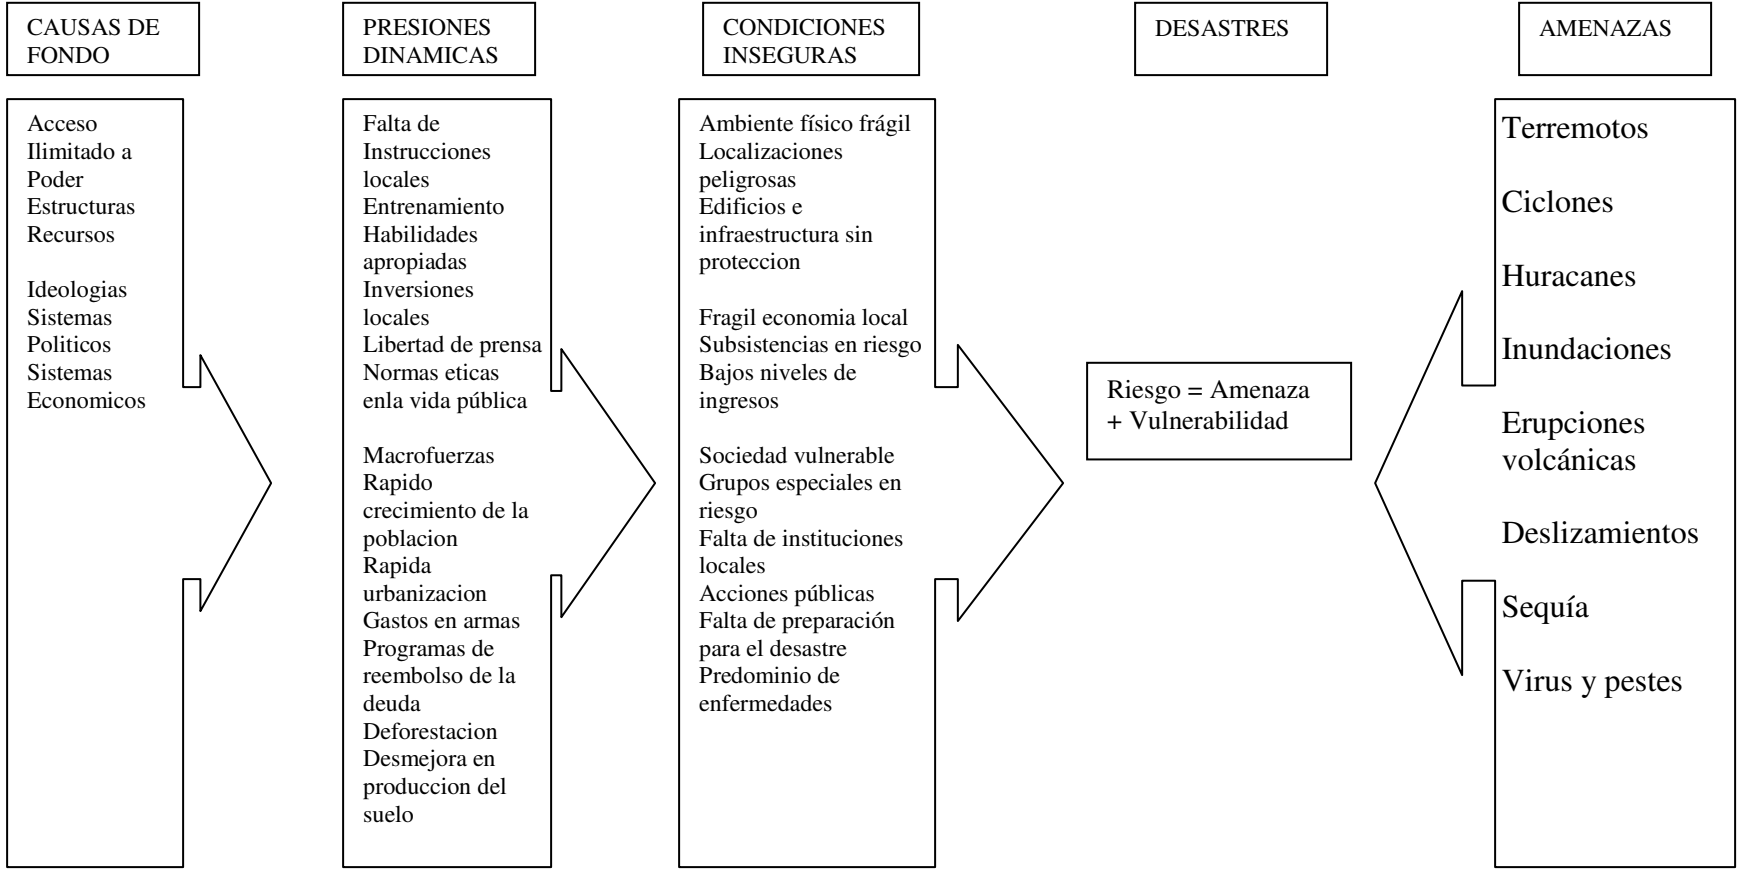 CAUSAS DE
FONDO
PRESIONES
DINAMICAS
CONDICIONES
INSEGURAS
DESASTRES
AMENAZAS
Acceso
Ilimitado a
Poder
Estructuras
Recursos
Ideologias
Sistemas
Politicos
Sistemas
Economicos
Falta de
Instrucciones
locales
Entrenamiento
Habilidades
apropiadas
Inversiones
locales
Libertad de prensa
Normas eticas
enla vida pública
Macrofuerzas
Rapido
crecimiento de la
poblacion
Rapida
urbanizacion
Gastos en armas
Programas de
reembolso de la
deuda
Deforestacion
Desmejora en
produccion del
suelo
Ambiente físico frágil
Localizaciones
peligrosas
Edificios e
infraestructura sin
proteccion
Fragil economia local
Subsistencias en riesgo
Bajos niveles de
ingresos
Sociedad vulnerable
Grupos especiales en
riesgo
Falta de instituciones
locales
Acciones públicas
Falta de preparación
para el desastre
Predominio de
enfermedades
Riesgo = Amenaza
+ Vulnerabilidad
Terremotos
Ciclones
Huracanes
Inundaciones
Erupciones
volcánicas
Deslizamientos
Sequía
Virus y pestes